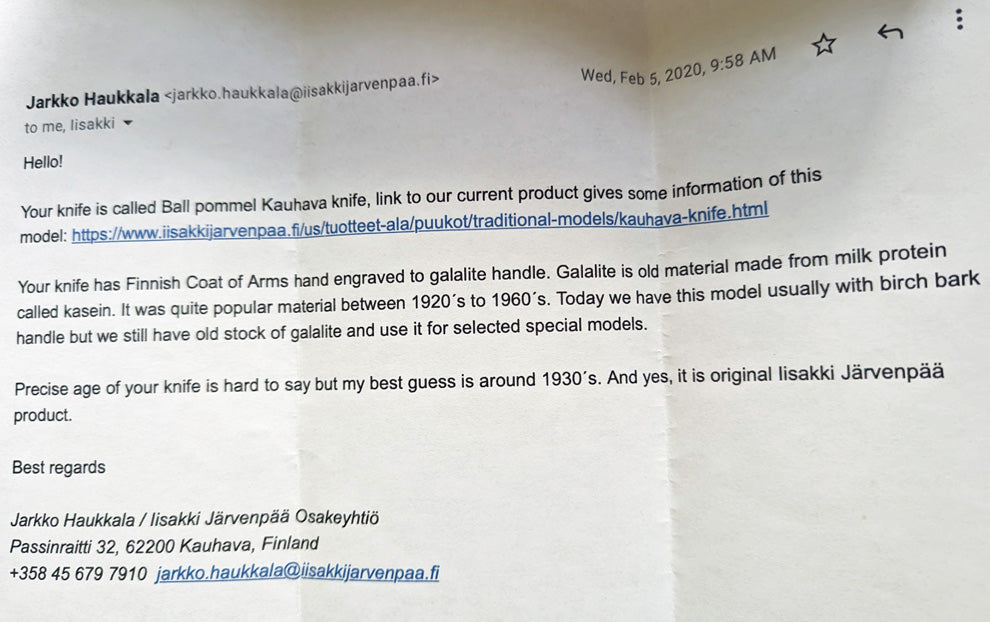 Wed, Feb 5, 2020, 9:58 AM
Jarkko Haukkala <jarkko.haukkala@iisakkijarvenpaa.fi>
to me, Iisakki
Hello!
Your knife is called Ball pommel Kauhava knife, link to our current product gives some information of this
model: https://www.iisakkijarvenpaa.fi/us/tuotteet-ala/puukot/traditional-models/kauhava-knife.html
Your knife has Finnish Coat of Arms hand engraved to galalite handle. Galalite is old material made from milk protein
called kasein. It was quite popular material between 1920´s to 1960´s. Today we have this model usually with birch bark
handle but we still have old stock of galalite and use it for selected special models.
Precise age of your knife is hard to say but my best guess is around 1930´s. And yes, it is original Iisakki Järvenpää
product.
Best regards
Jarkko Haukkala / Iisakki Järvenpää Osakeyhtiö
Passinraitti 32, 62200 Kauhava, Finland
+358 45 679 7910 jarkko.haukkala@iisakkijarvenpaa.fi